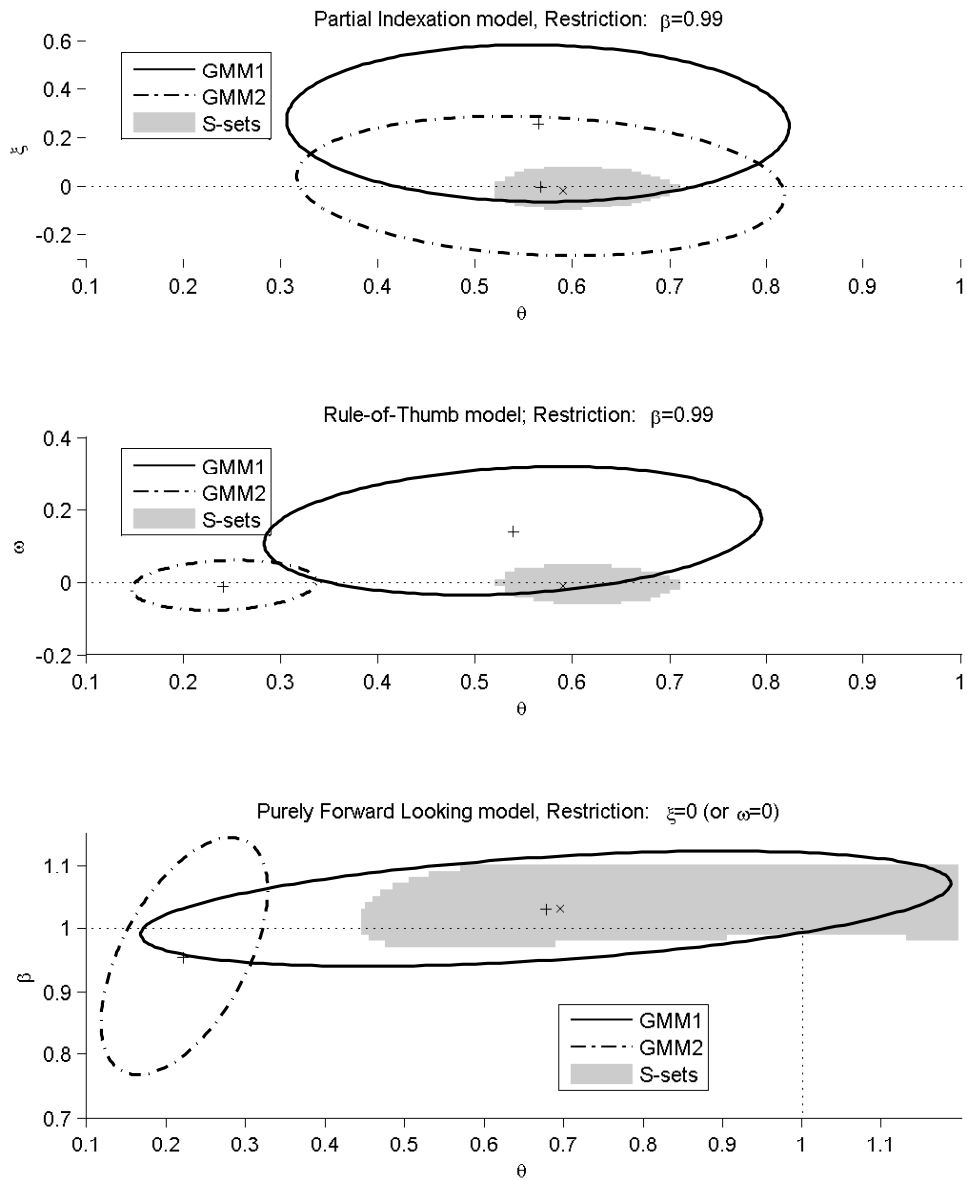 Partial Indexation model, Restriction: β=0.99
0.6
0.4
0.2
0
-0.2
ξ
GMM1
GMM2
S-sets
0.1 0.2 0.3 0.4 0.5 0.6 0.7 0.8 0.9 1
θ
Rule-of-Thumb model; Restriction: β=0.99
0.4
0.2
0
-0.2
ω
GMM1
GMM2
S-sets
0.1 0.2 0.3 0.4 0.5 0.6 0.7 0.8 0.9 1
θ
Purely Forward Looking model, Restriction: ξ=0 (or ω=0)
1.1
1
0.9
0.8
0.7
β
GMM1
GMM2
S-sets
0.1 0.2 0.3 0.4 0.5 0.6 0.7 0.8 0.9 1 1.1
θ